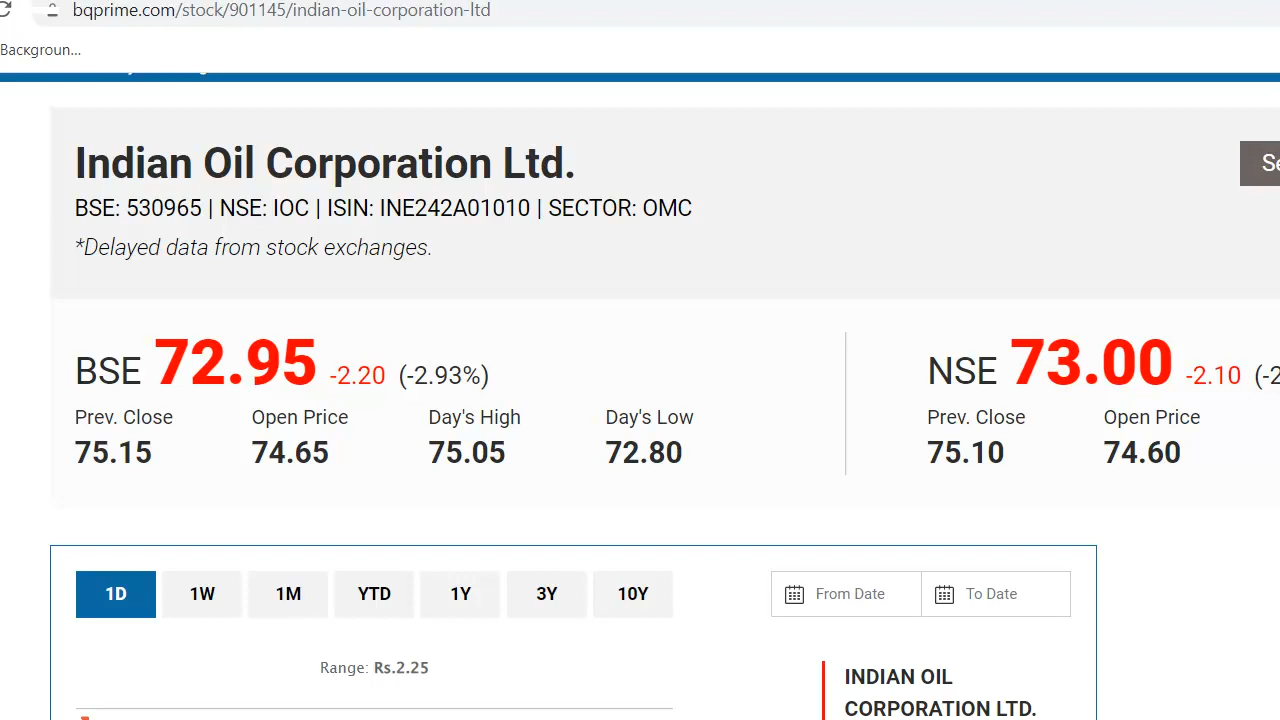 bqprime.com/stock/901145/indian-oil-corporation-ltd
Backgroun...
Indian Oil Corporation Ltd.
BSE: 530965 | NSE: IOC | ISIN: INE242A01010 | SECTOR: OMC
*Delayed data from stock exchanges.
BSE 72.95 -2.20 (-2.93%)
Prev. Close Open Price Day's High Day's Low
75.15 74.65 75.05 72.80
NSE 73.00 -2.10 (-2
Prev. Close Open Price
75.10 74.60
1D 1W 1M YTD 1Y 3Y 10Y
From Date To Date
Range: Rs.2.25
INDIAN OIL
CORPORATION LTD.